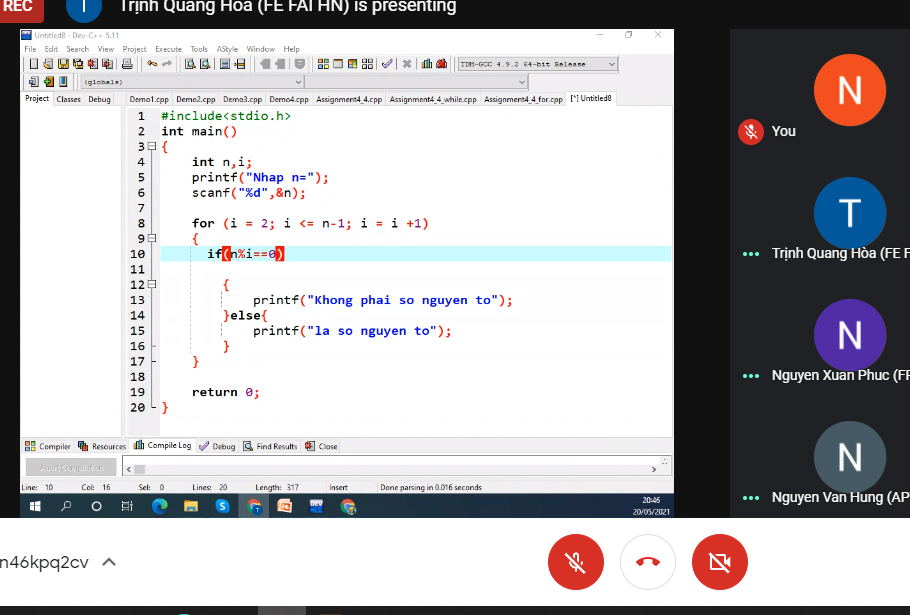 REC
T
Trịnh Quang Hòa (FE FAI HN) is presenting
Untitled8 - Dev-C++ 5.11
File Edit Search View Project Execute Tools AStyle Window Help
TDM-GCC 4.9.2 64-bit Release
(globals)
Project Classes Debug
Demo1.cpp Demo2.cpp Demo3.cpp Demo4.cpp Assignment4_4.cpp Assignment4_4_while.cpp Assignment4_4_for.cpp [*] Untitled8
1 #include<stdio.h>
2 int main()
3 {
4 int n,i;
5 printf("Nhap n=");
6 scanf("%d",&n);
7
8 for (i = 2; i <= n-1; i = i +1)
9 {
10 if(n%i==0)
11
12 {
13 printf("Khong phai so nguyen to");
14 }else{
15 printf("la so nguyen to");
16 }
17 }
18
19 return 0;
20 }
Compiler Resources Compile Log Debug Find Results Close
Abort Compilation
Line: 10 Col: 16 Sel: 0 Lines: 20 Length: 317 Insert Done parsing in 0.016 seconds
20:46
20/05/2021
N
You
T
Trịnh Quang Hòa (FE F
N
Nguyen Xuan Phuc (FP
N
Nguyen Van Hung (AP
n46kpq2cv